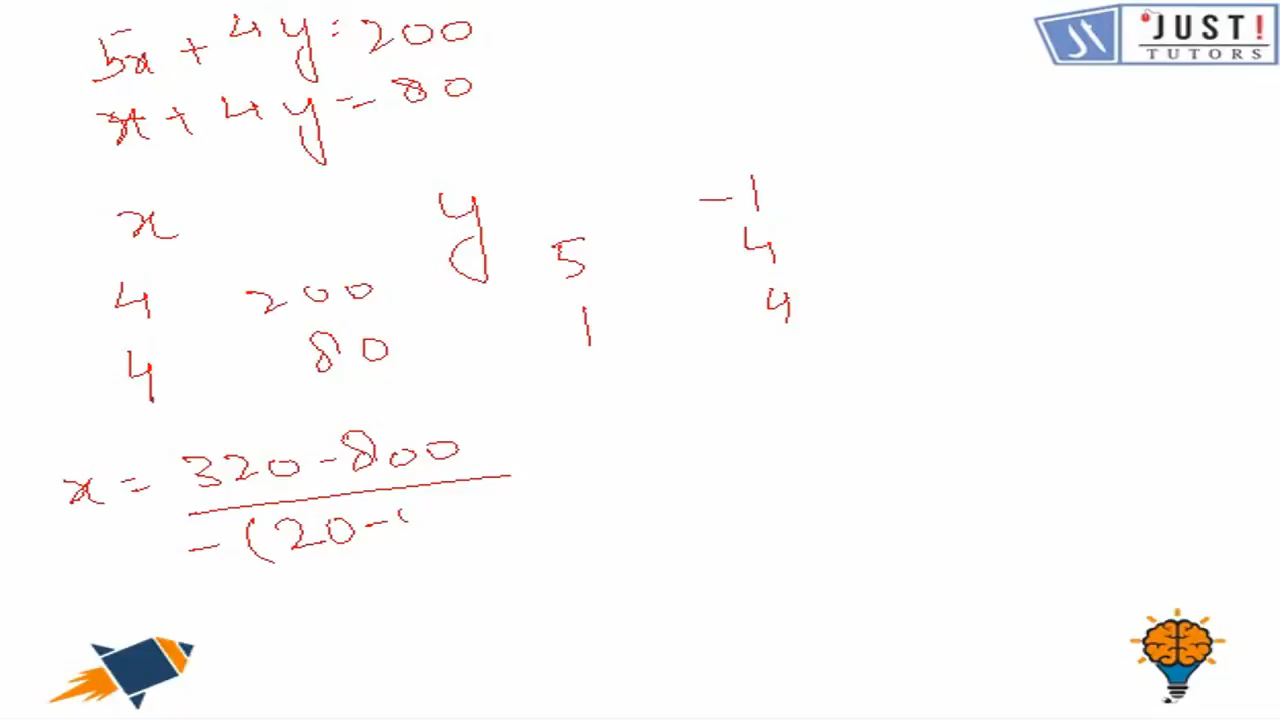 5x + 4y = 200
JUST!
TUTORS
x + 4y = 80
x y -1
4 200 5 4
4 80 1 4
x = 320 - 800
- (20 - (